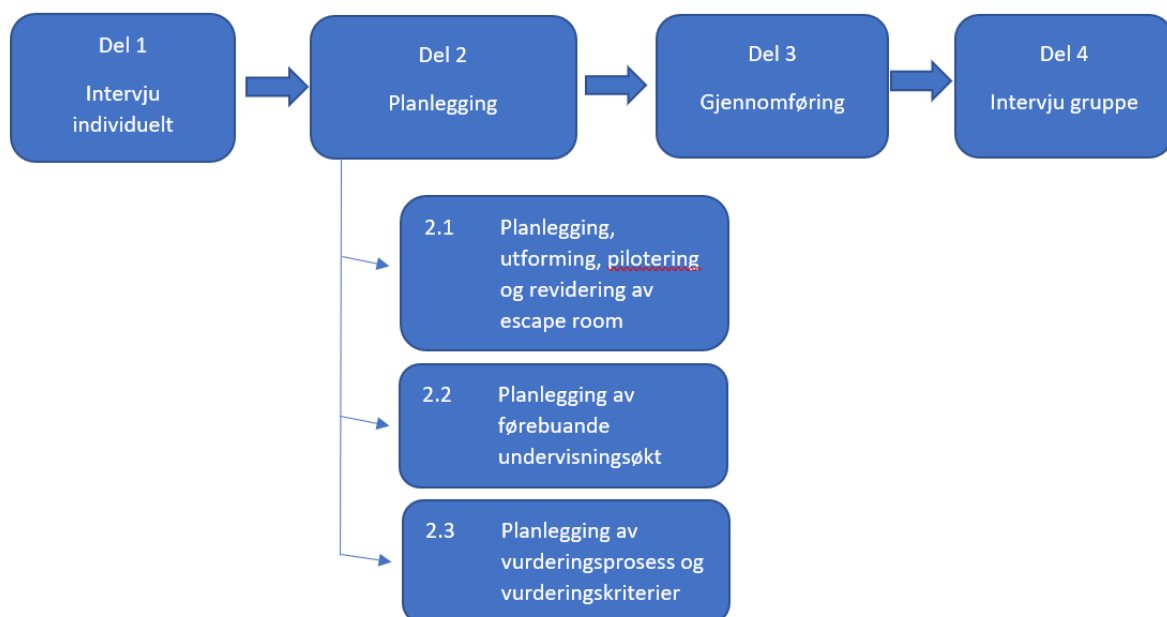 Del 1
Intervju
individuelt
Del 2
Planlegging
Del 3
Gjennomføring
Del 4
Intervju gruppe
2.1 Planlegging,
utforming, pilotering
og revidering av
escape room
2.2 Planlegging av
førebuande
undervisningsøkt
2.3 Planlegging av
vurderingsprosess og
vurderingskriterier